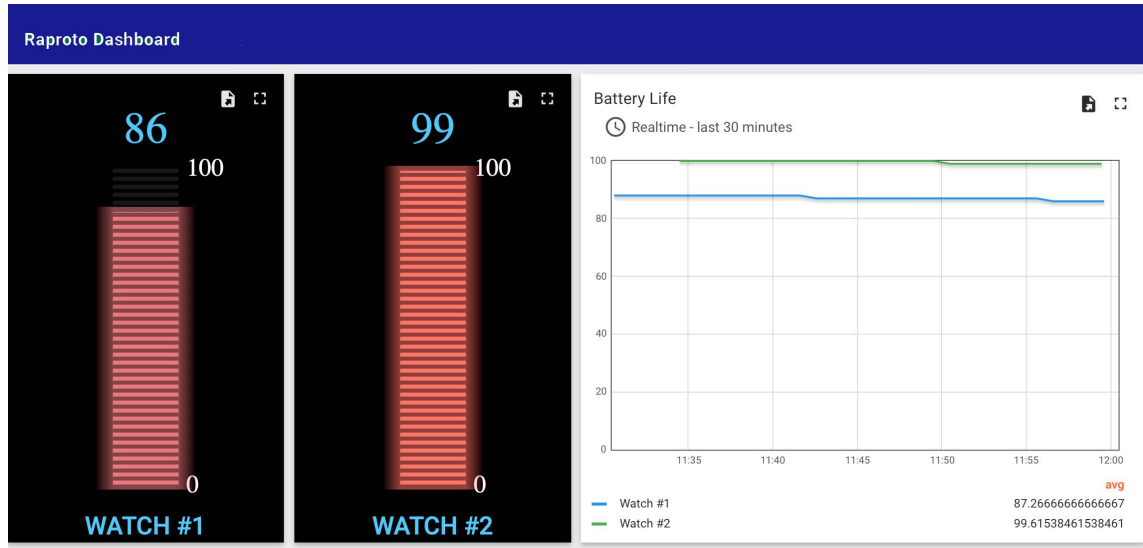 Raproto Dashboard
86
100
0
WATCH #1
99
100
0
WATCH #2
Battery Life
Realtime - last 30 minutes
100
80
60
40
20
0
11:35 11:40 11:45 11:50 11:55 12:00
avg
Watch #1 87.26666666666667
Watch #2 99.61538461538461